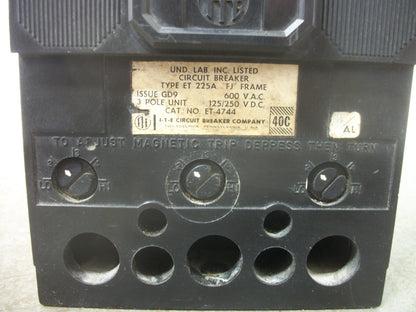 UND. LAB. INC. LISTED
CIRCUIT BREAKER
TYPE ET 225A "FJ" FRAME
ISSUE GD9 600 V.A.C.
3 POLE UNIT 125/250 V.D.C.
CAT. NO. ET-4744
I-T-E CIRCUIT BREAKER COMPANY
40C
AL
TO ADJUST MAGNETIC TRIP DEPRESS THEN TURN